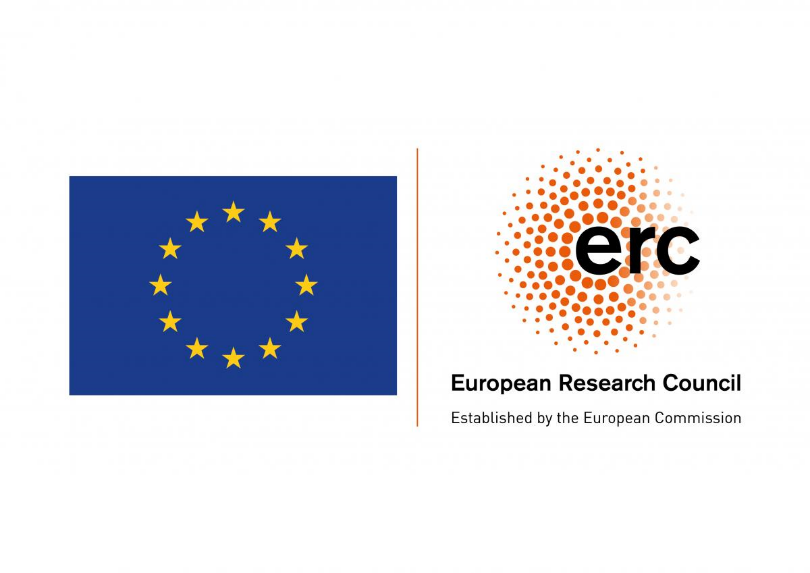 erc
European Research Council
Established by the European Commission